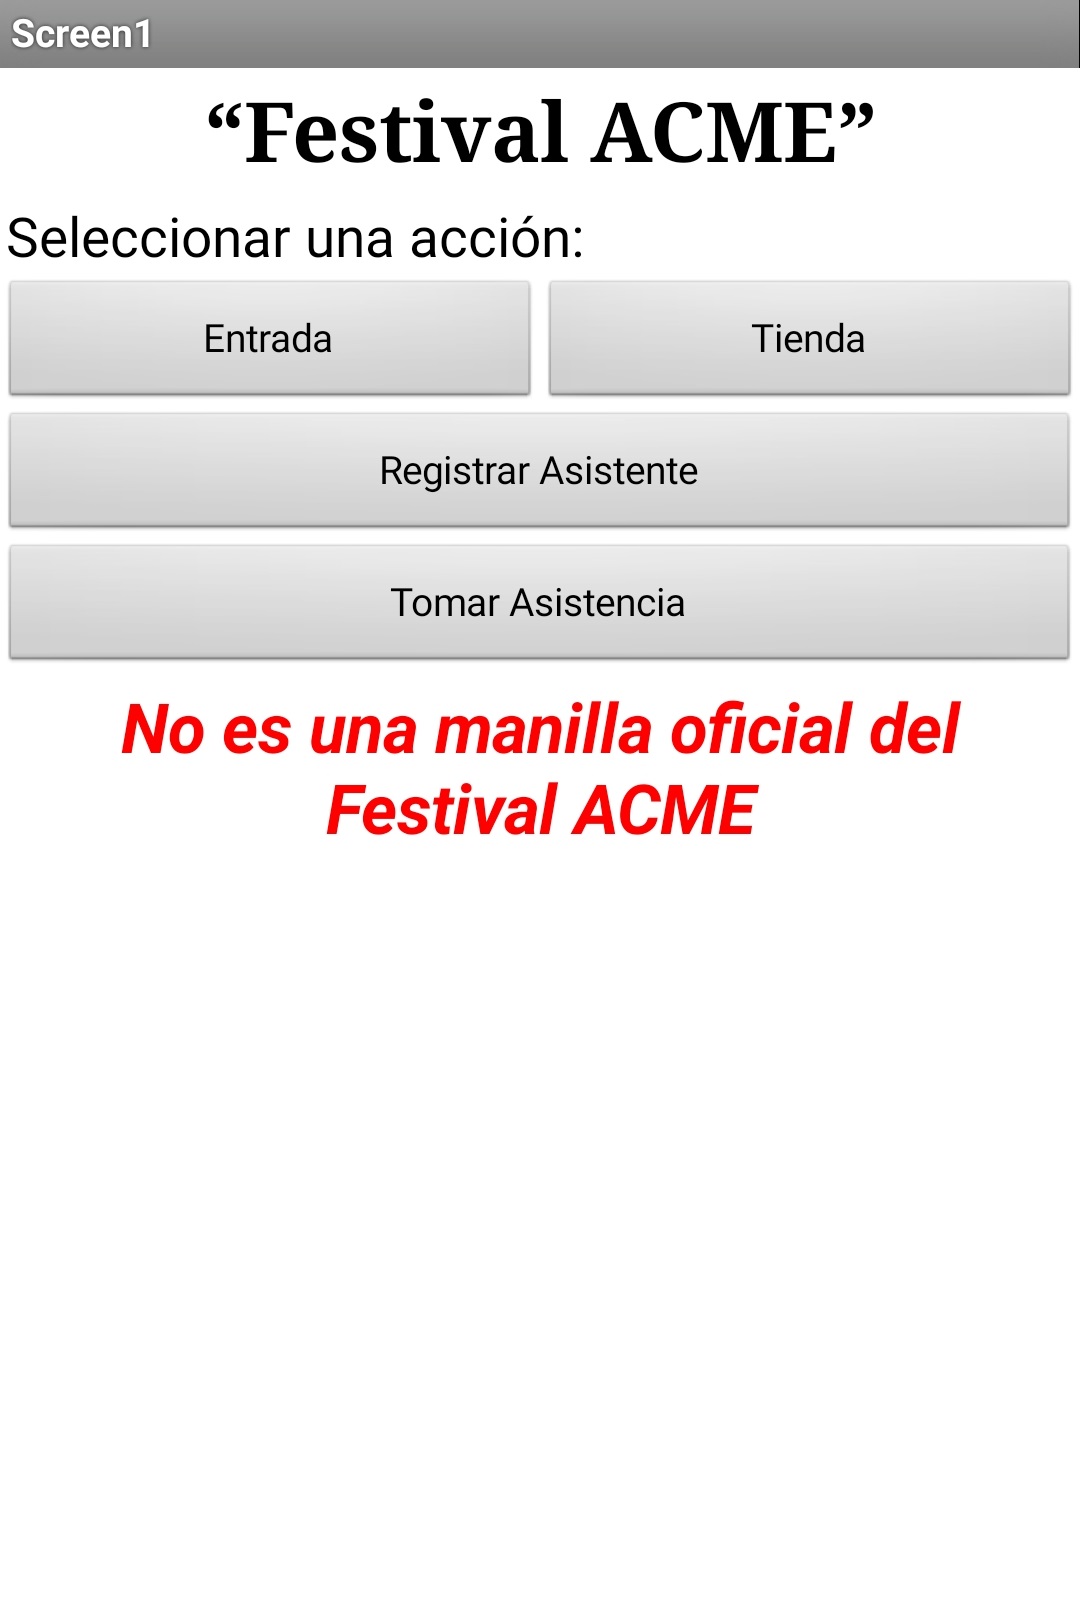 Screen1
“Festival ACME”
Seleccionar una acción:
Entrada
Tienda
Registrar Asistente
Tomar Asistencia
No es una manilla oficial del
Festival ACME